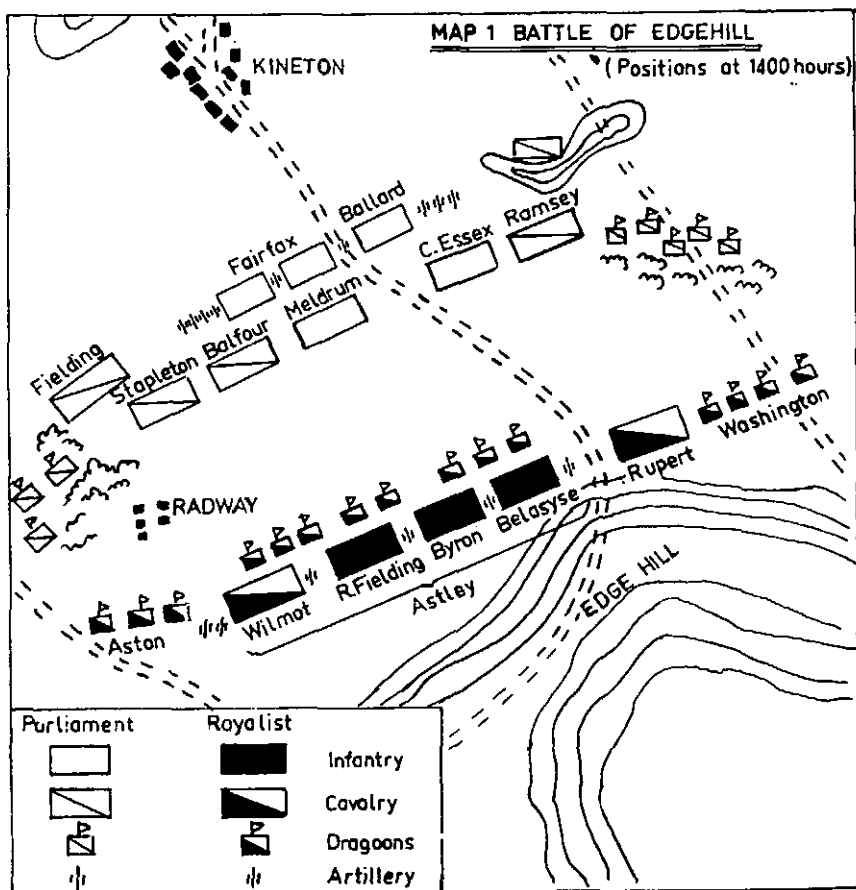 MAP 1 BATTLE OF EDGEHILL
(Positions at 1400 hours)
KINETON
Ballard
Fairfax
Ramsey
C. Essex
Meldrum
Balfour
Stapleton
Fielding
Washington
Rupert
RADWAY
Belasyse
Byron
R.Fielding
Astley
Wilmot
Aston
EDGE HILL
Parliament Royalist
Infantry
Cavalry
Dragoons
Artillery